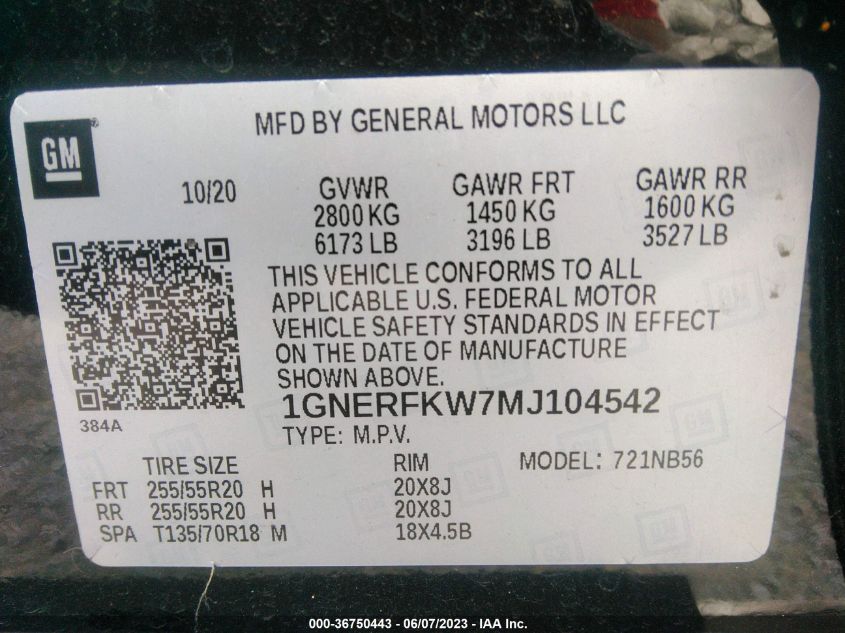 MFD BY GENERAL MOTORS LLC
GM
10/20 GVWR GAWR FRT GAWR RR
2800 KG 1450 KG 1600 KG
6173 LB 3196 LB 3527 LB
THIS VEHICLE CONFORMS TO ALL
APPLICABLE U.S. FEDERAL MOTOR
VEHICLE SAFETY STANDARDS IN EFFECT
ON THE DATE OF MANUFACTURE
SHOWN ABOVE.
1GNERFKW7MJ104542
384A
TYPE: M.P.V.
TIRE SIZE RIM MODEL: 721NB56
FRT 255/55R20 H 20X8J
RR 255/55R20 H 20X8J
SPA T135/70R18 M 18X4.5B
000-36750443 - 06/07/2023 - IAA Inc.